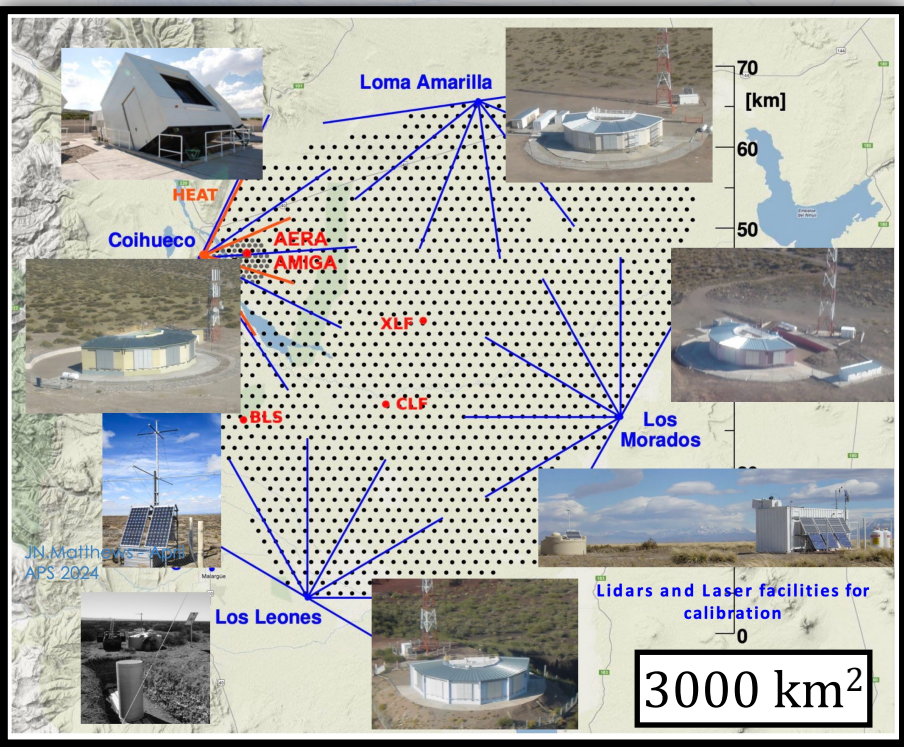 Loma Amarilla
70
[km]
60
HEAT
50
Coihueco
AERA
AMIGA
XLF
CLF
BLS
Los
Morados
JN Matthews – April
APS 2024
Malargüe
Lidars and Laser facilities for
calibration
Los Leones
0
3000 km²